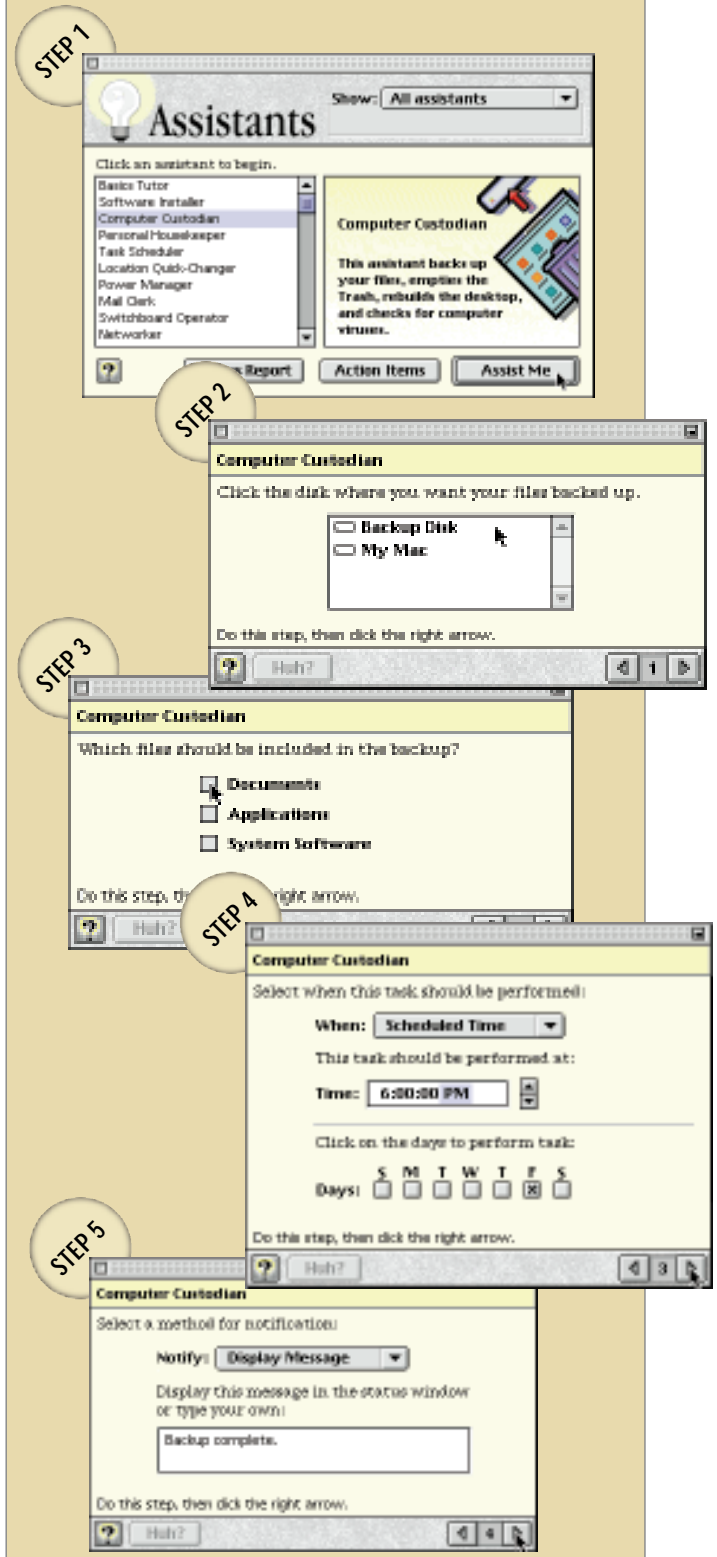 STEP 1
Assistants
Show: All assistants
Click an assistant to begin.
Basics Tutor
Software Installer
Computer Custodian
Personal Housekeeper
Task Scheduler
Location Quick-Changer
Power Manager
Mail Clerk
Switchboard Operator
Networker
Computer Custodian
This assistant backs up
your files, empties the
Trash, rebuilds the desktop,
and checks for computer
viruses.
?
Report
Action Items
Assist Me
STEP 2
Computer Custodian
Click the disk where you want your files backed up.
Backup Disk
My Mac
Do this step, then click the right arrow.
?
Huh?
1
STEP 3
Computer Custodian
Which files should be included in the backup?
Documents
Applications
System Software
Do this step, th
right arrow.
?
Huh?
STEP 4
Computer Custodian
Select when this task should be performed:
When: Scheduled Time
This task should be performed at:
Time: 6:00:00 PM
Click on the days to perform task:
S M T W T F S
Days:
Do this step, then click the right arrow.
?
Huh?
3
STEP 5
Computer Custodian
Select a method for notification:
Notify: Display Message
Display this message in the status window
or type your own:
Backup complete.
Do this step, then click the right arrow.
?
Huh?
4